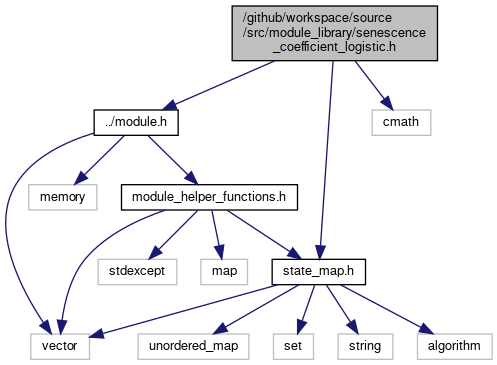 /github/workspace/source
/src/module_library/senescence
_coefficient_logistic.h
../module.h
cmath
memory
module_helper_functions.h
stdexcept
map
state_map.h
vector
unordered_map
set
string
algorithm